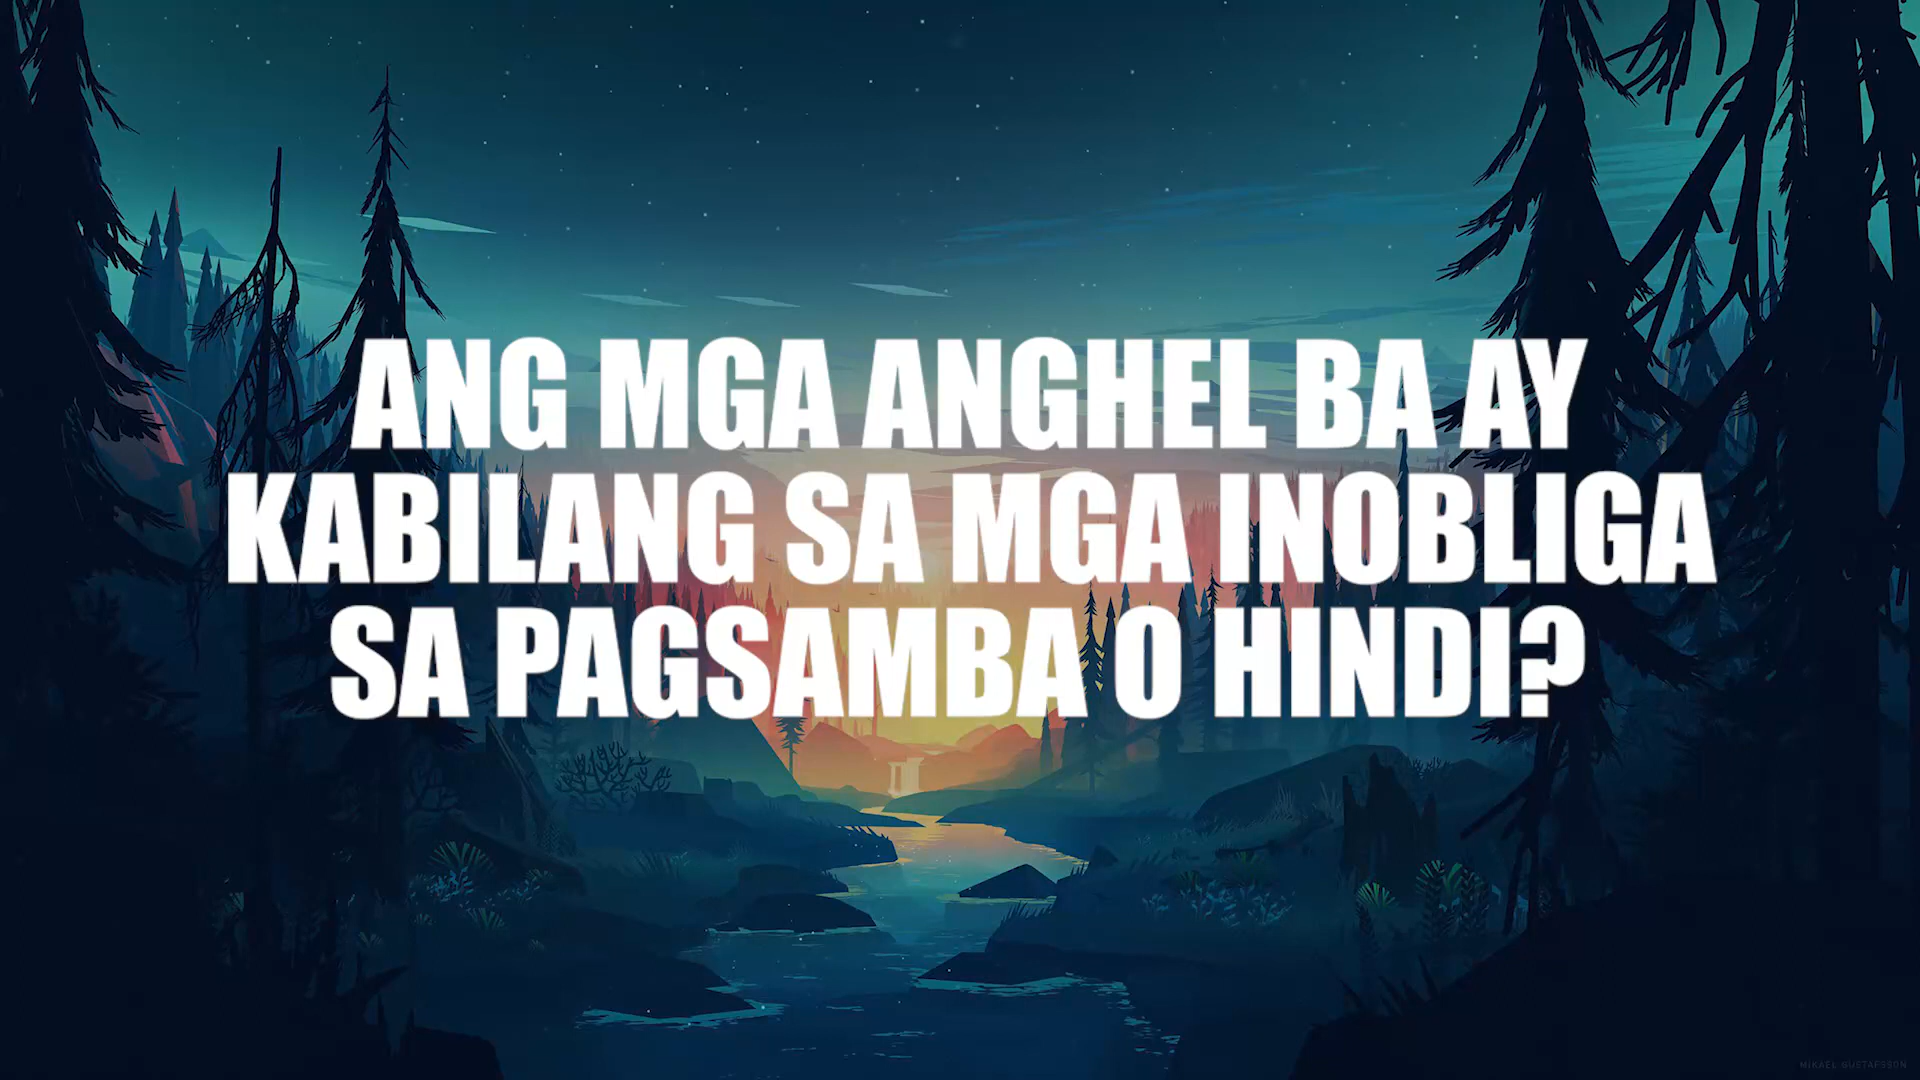 ANG MGA ANGHEL BA AY
KABILANG SA MGA INOBLIGA
SA PAGSAMBA O HINDI?
MIKAEL GUSTAFSSON